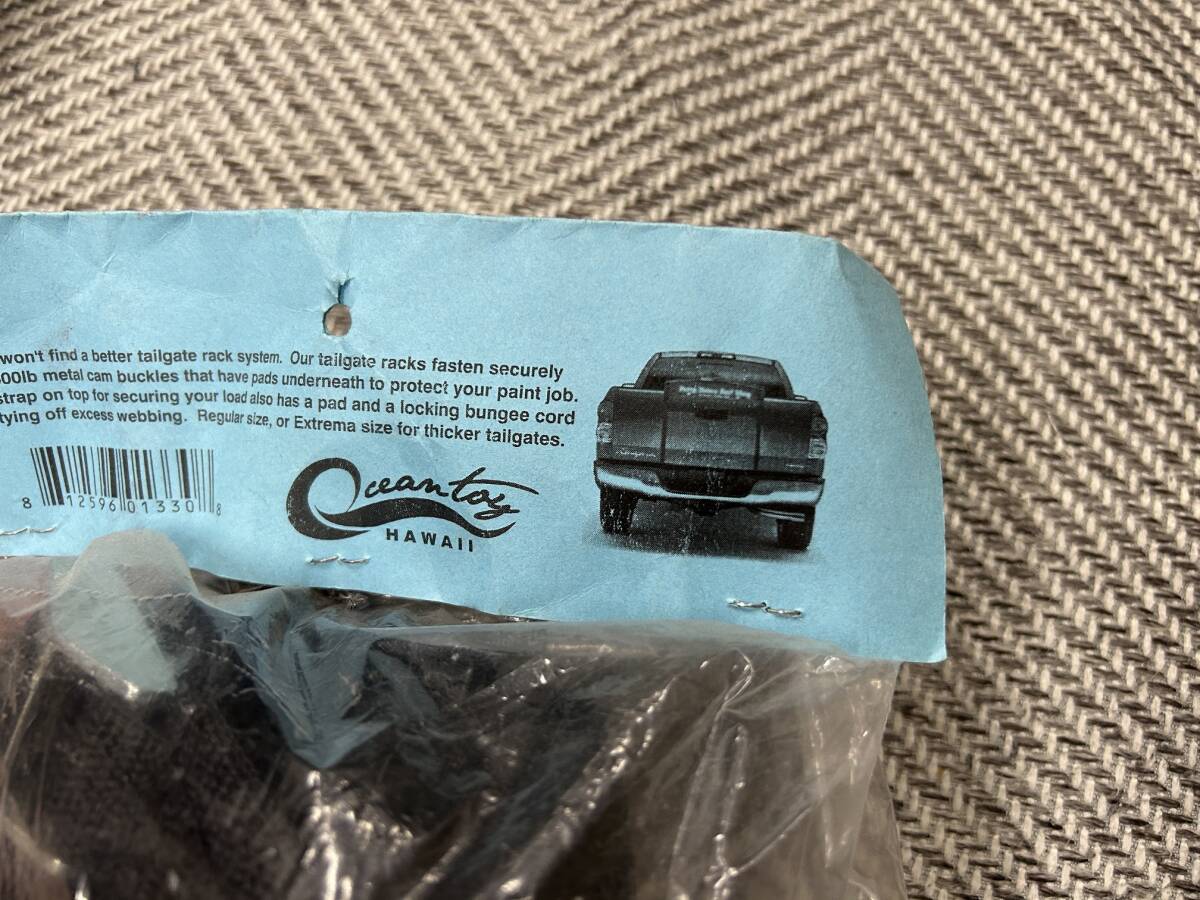 won't find a better tailgate rack system. Our tailgate racks fasten securely
00lb metal cam buckles that have pads underneath to protect your paint job.
strap on top for securing your load also has a pad and a locking bungee cord
tying off excess webbing. Regular size, or Extrema size for thicker tailgates.
8 12596 01330 8
Oceantoy
HAWAII